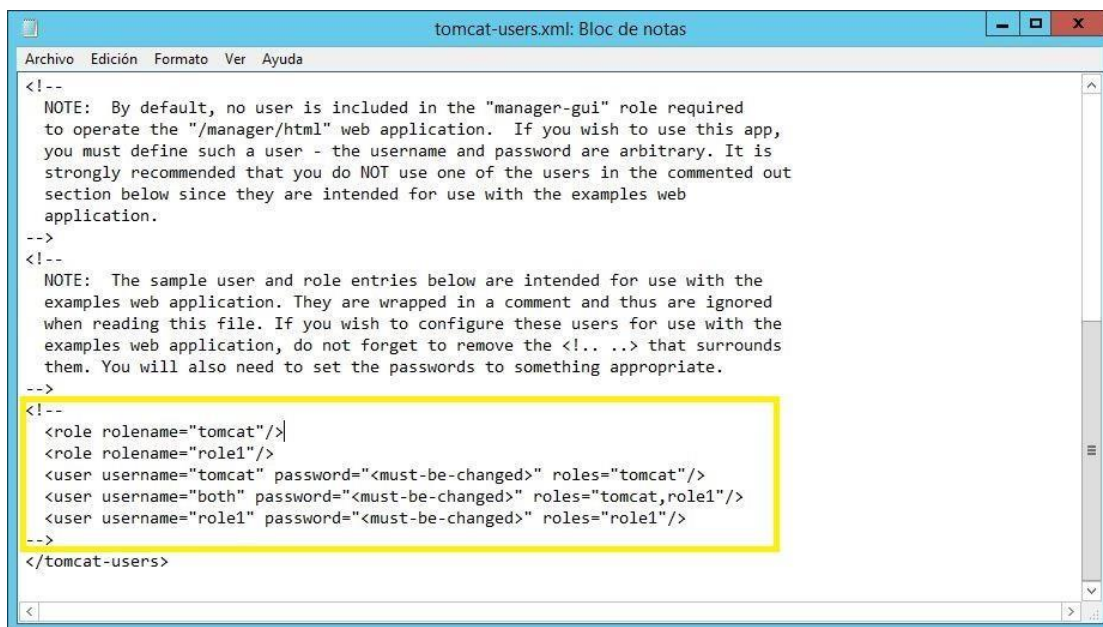 tomcat-users.xml: Bloc de notas
Archivo Edición Formato Ver Ayuda
<!--
NOTE: By default, no user is included in the "manager-gui" role required
to operate the "/manager/html" web application. If you wish to use this app,
you must define such a user - the username and password are arbitrary. It is
strongly recommended that you do NOT use one of the users in the commented out
section below since they are intended for use with the examples web
application.
-->
<!--
NOTE: The sample user and role entries below are intended for use with the
examples web application. They are wrapped in a comment and thus are ignored
when reading this file. If you wish to configure these users for use with the
examples web application, do not forget to remove the <!.. ..> that surrounds
them. You will also need to set the passwords to something appropriate.
-->
<!--
<role rolename="tomcat"/>
<role rolename="role1"/>
<user username="tomcat" password="<must-be-changed>" roles="tomcat"/>
<user username="both" password="<must-be-changed>" roles="tomcat,role1"/>
<user username="role1" password="<must-be-changed>" roles="role1"/>
-->
</tomcat-users>